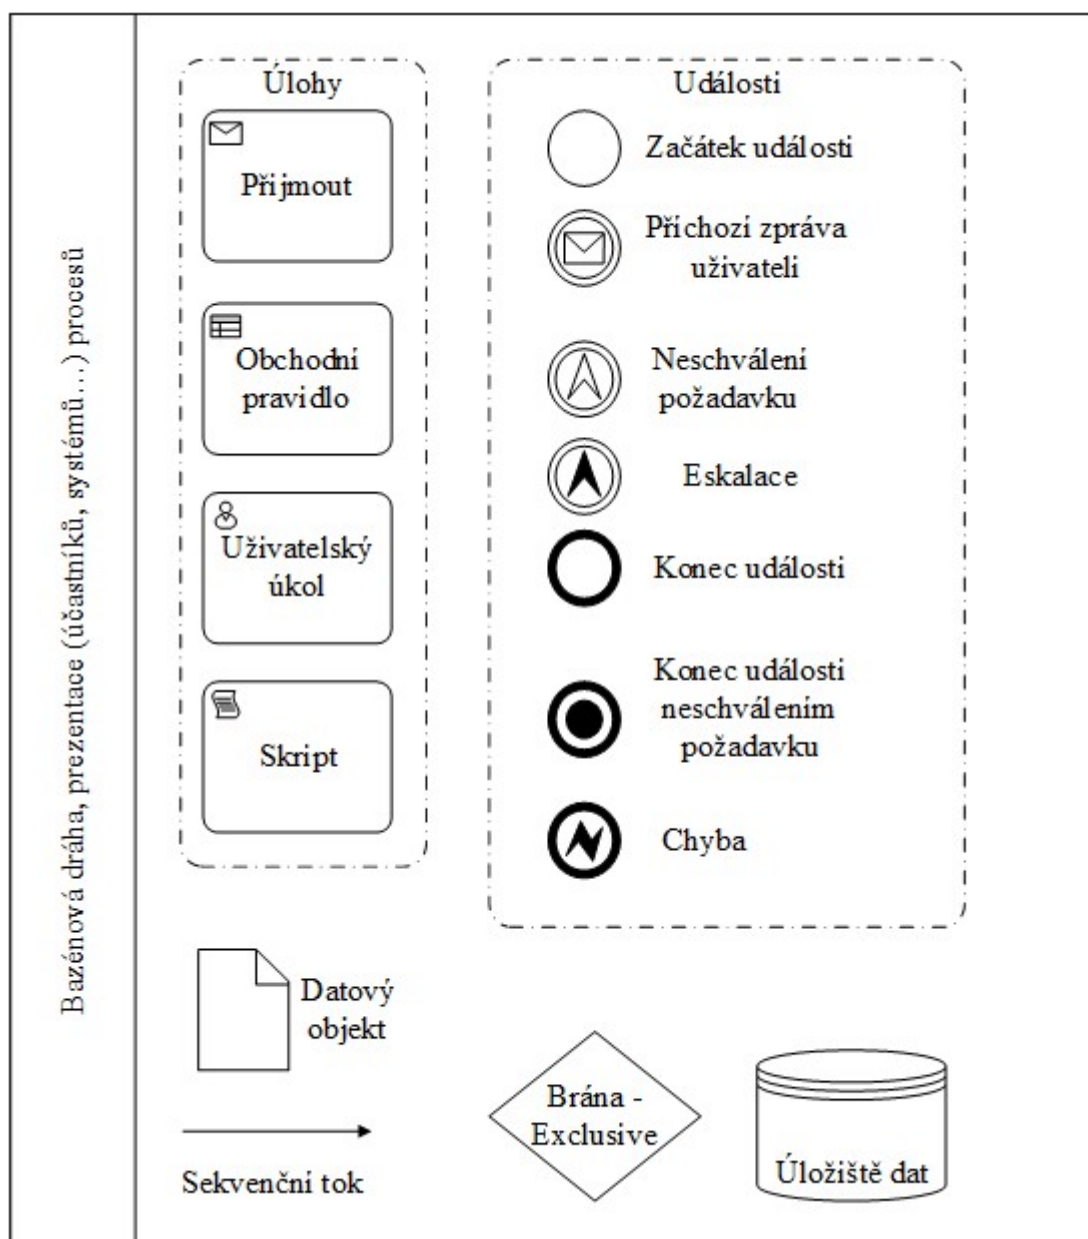 Bazénová dráha, prezentace (účastníků, systémů...) procesů
Úlohy
Přijmout
Obchodní
pravidlo
Uživatelský
úkol
Skript
Události
Začátek události
Příchozí zpráva
uživateli
Neschválení
požadavku
Eskalace
Konec události
Konec události
neschválením
požadavku
Chyba
Datový
objekt
Sekvenční tok
Brána -
Exclusive
Úložiště dat